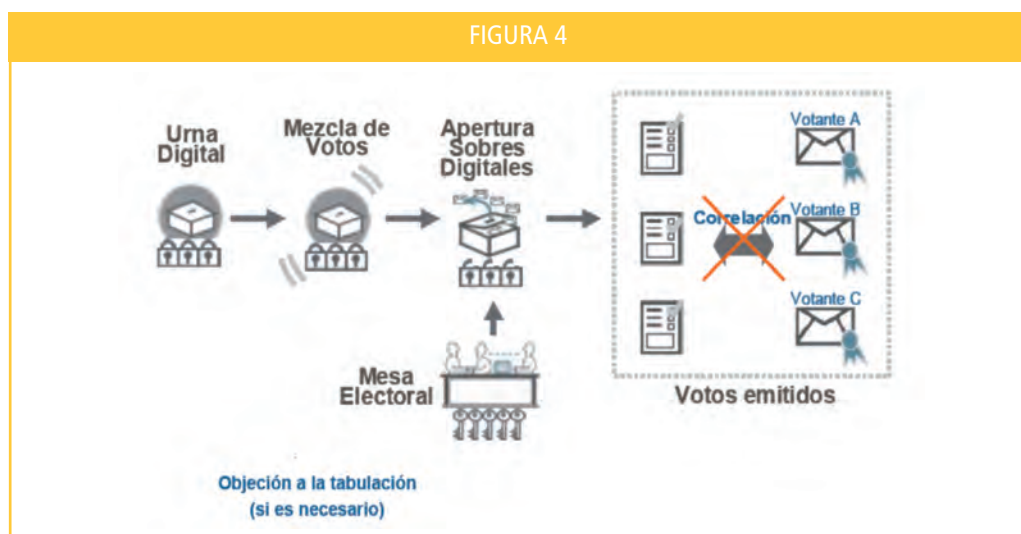 FIGURA 4
Urna
Digital
Mezcla de
Votos
Apertura
Sobres
Digitales
Mesa
Electoral
Correlación
Votante A
Votante B
Votante C
Votos emitidos
Objeción a la tabulación
(si es necesario)